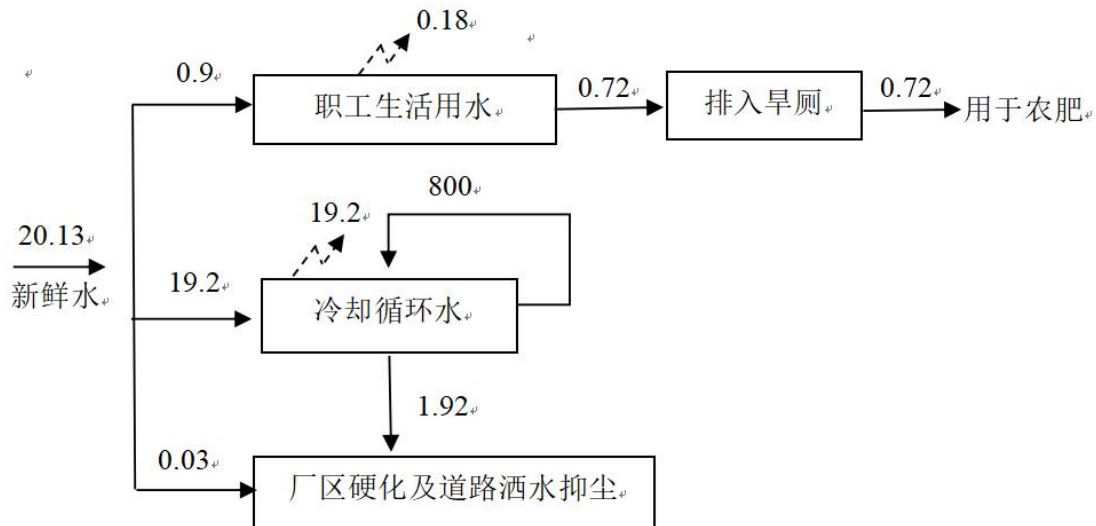 0.18
0.9
职工生活用水
0.72
排入旱厕
0.72
用于农肥
800
19.2
20.13
新鲜水
19.2
冷却循环水
1.92
0.03
厂区硬化及道路洒水抑尘